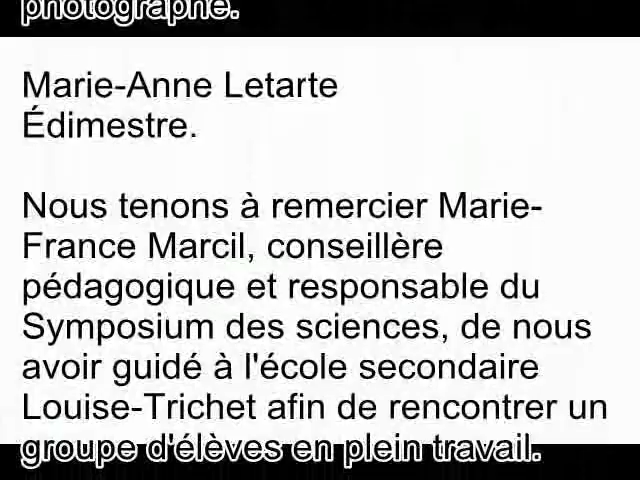 photographe.
Marie-Anne Letarte
Édimestre.
Nous tenons à remercier Marie-
France Marcil, conseillère
pédagogique et responsable du
Symposium des sciences, de nous
avoir guidé à l'école secondaire
Louise-Trichet afin de rencontrer un
groupe d'élèves en plein travail.